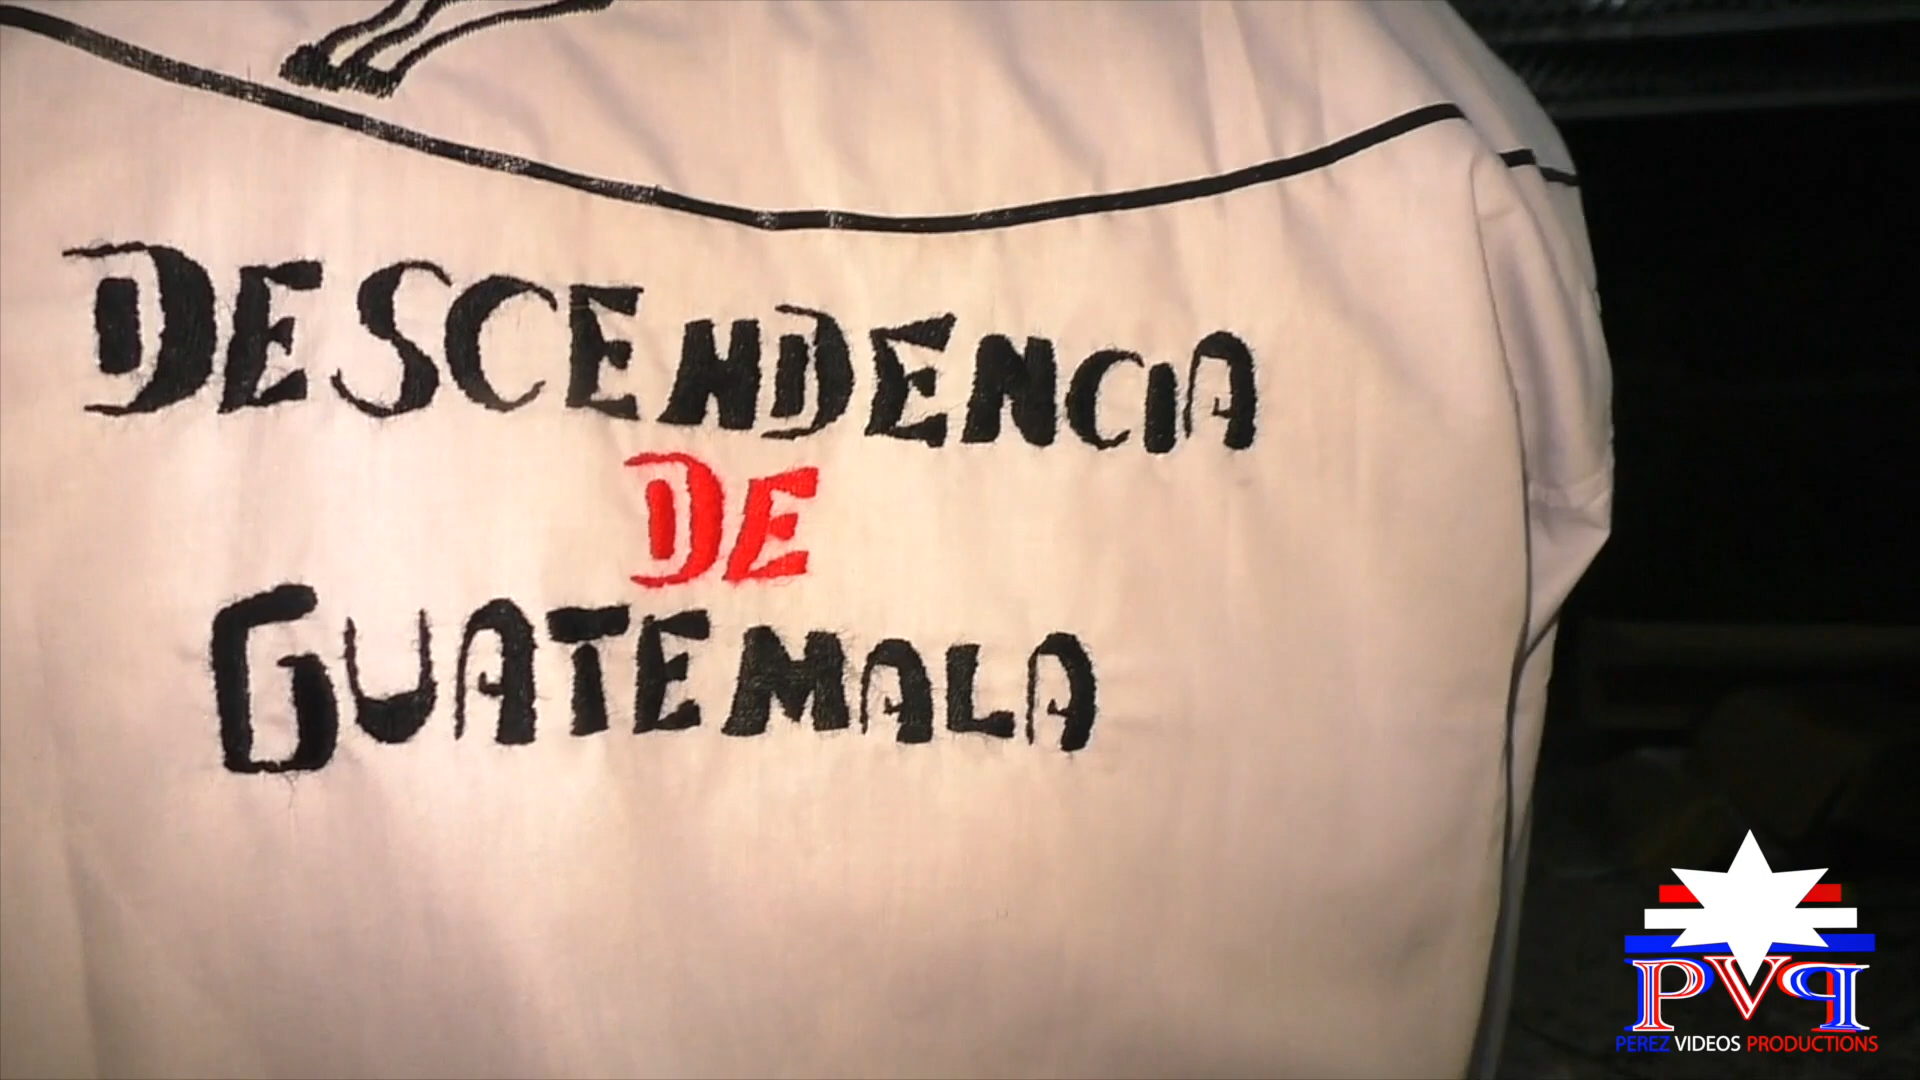 DESCENDENCIA
DE
GUATEMALA
PVP
PEREZ VIDEOS PRODUCTIONS